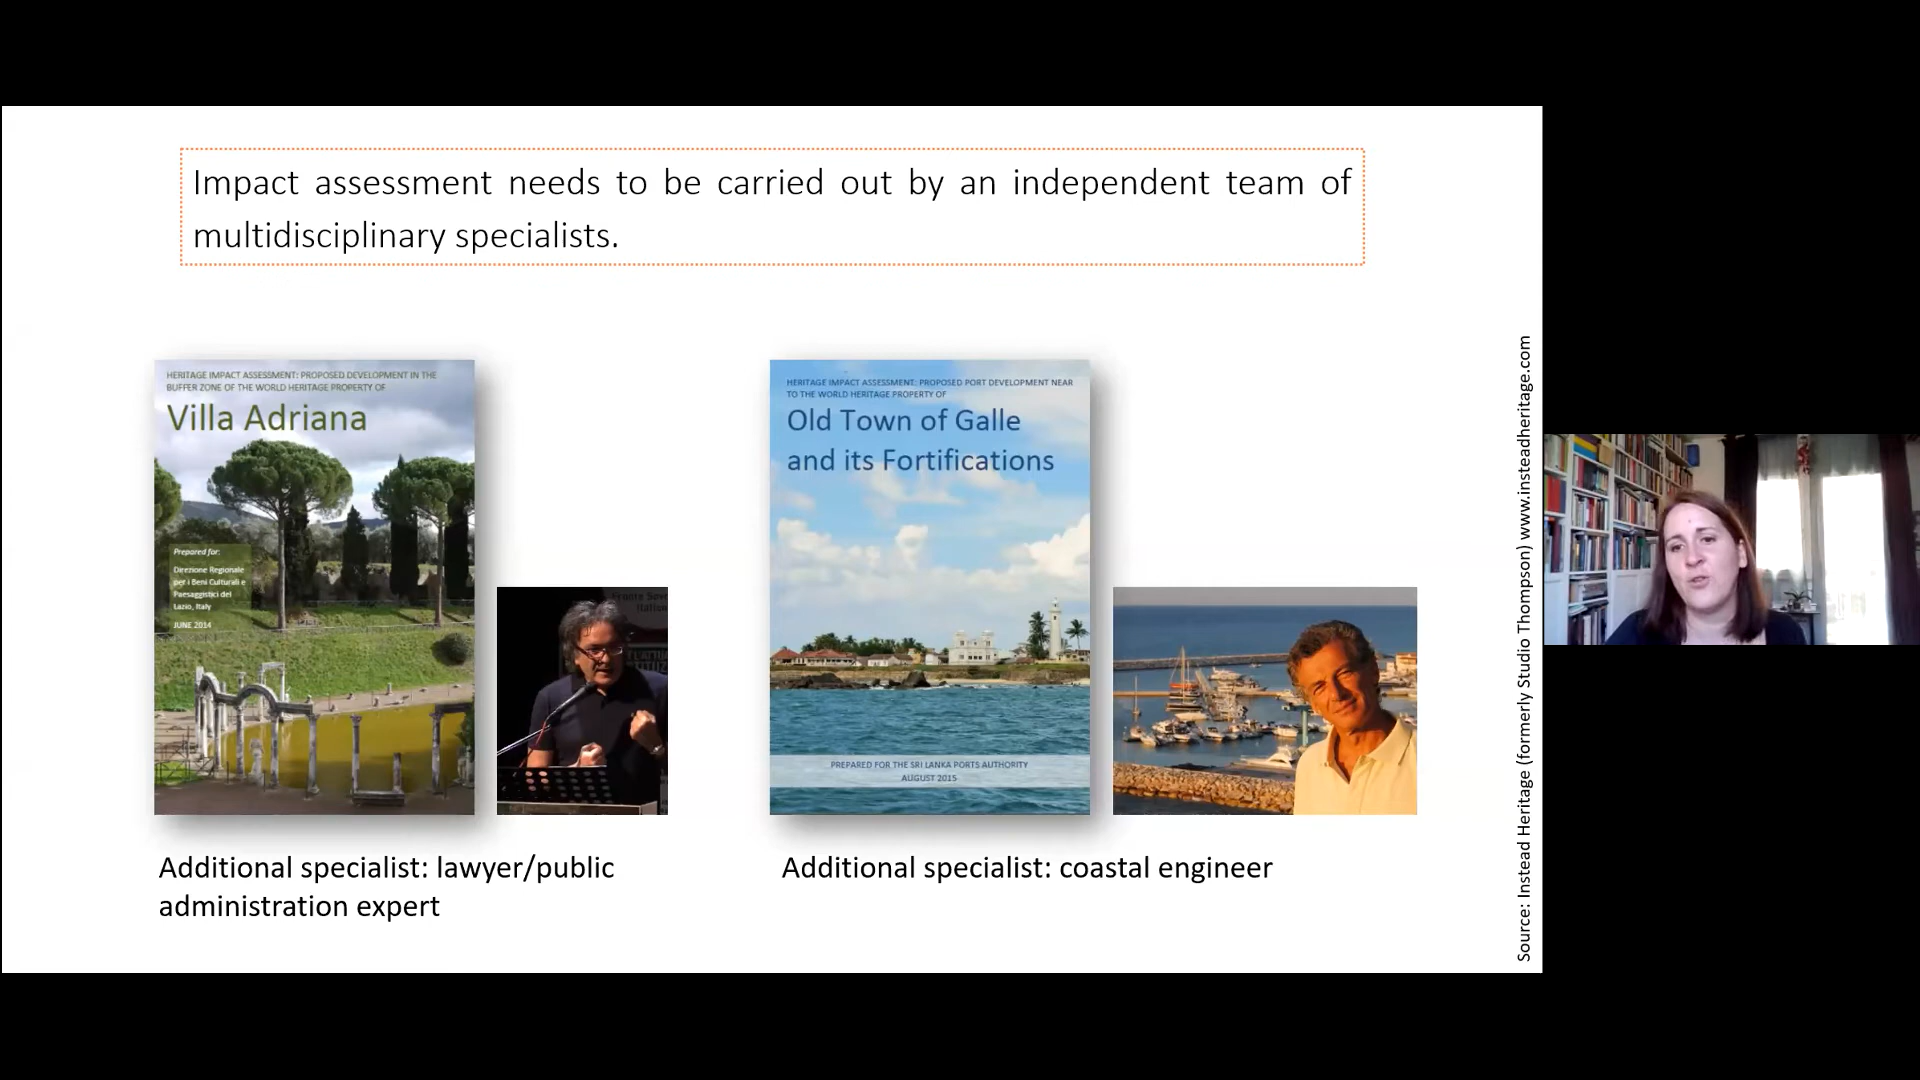 Impact assessment needs to be carried out by an independent team of
multidisciplinary specialists.
HERITAGE IMPACT ASSESSMENT: PROPOSED DEVELOPMENT IN THE
BUFFER ZONE OF THE WORLD HERITAGE PROPERTY OF
Villa Adriana
Prepared for:
Direzione Regionale
per i Beni Culturali e
Paesaggistici del
Lazio, Italy
JUNE 2014
Additional specialist: lawyer/public
administration expert
HERITAGE IMPACT ASSESSMENT: PROPOSED PORT DEVELOPMENT NEAR
TO THE WORLD HERITAGE PROPERTY OF
Old Town of Galle
and its Fortifications
PREPARED FOR THE SRI LANKA PORTS AUTHORITY
AUGUST 2015
Additional specialist: coastal engineer
Source: Instead Heritage (formerly Studio Thompson) www.insteadheritage.com